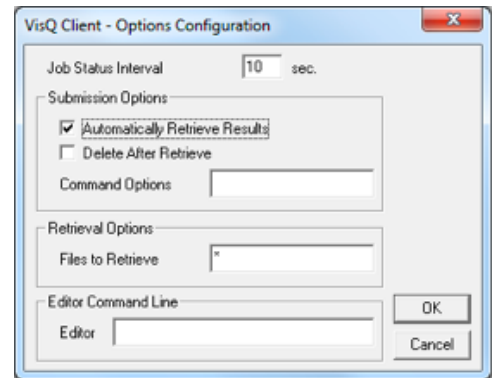 VisQ Client - Options Configuration
Job Status Interval 10 sec.
Submission Options
Automatically Retrieve Results
Delete After Retrieve
Command Options
Retrieval Options
Files to Retrieve *
Editor Command Line
Editor
OK
Cancel